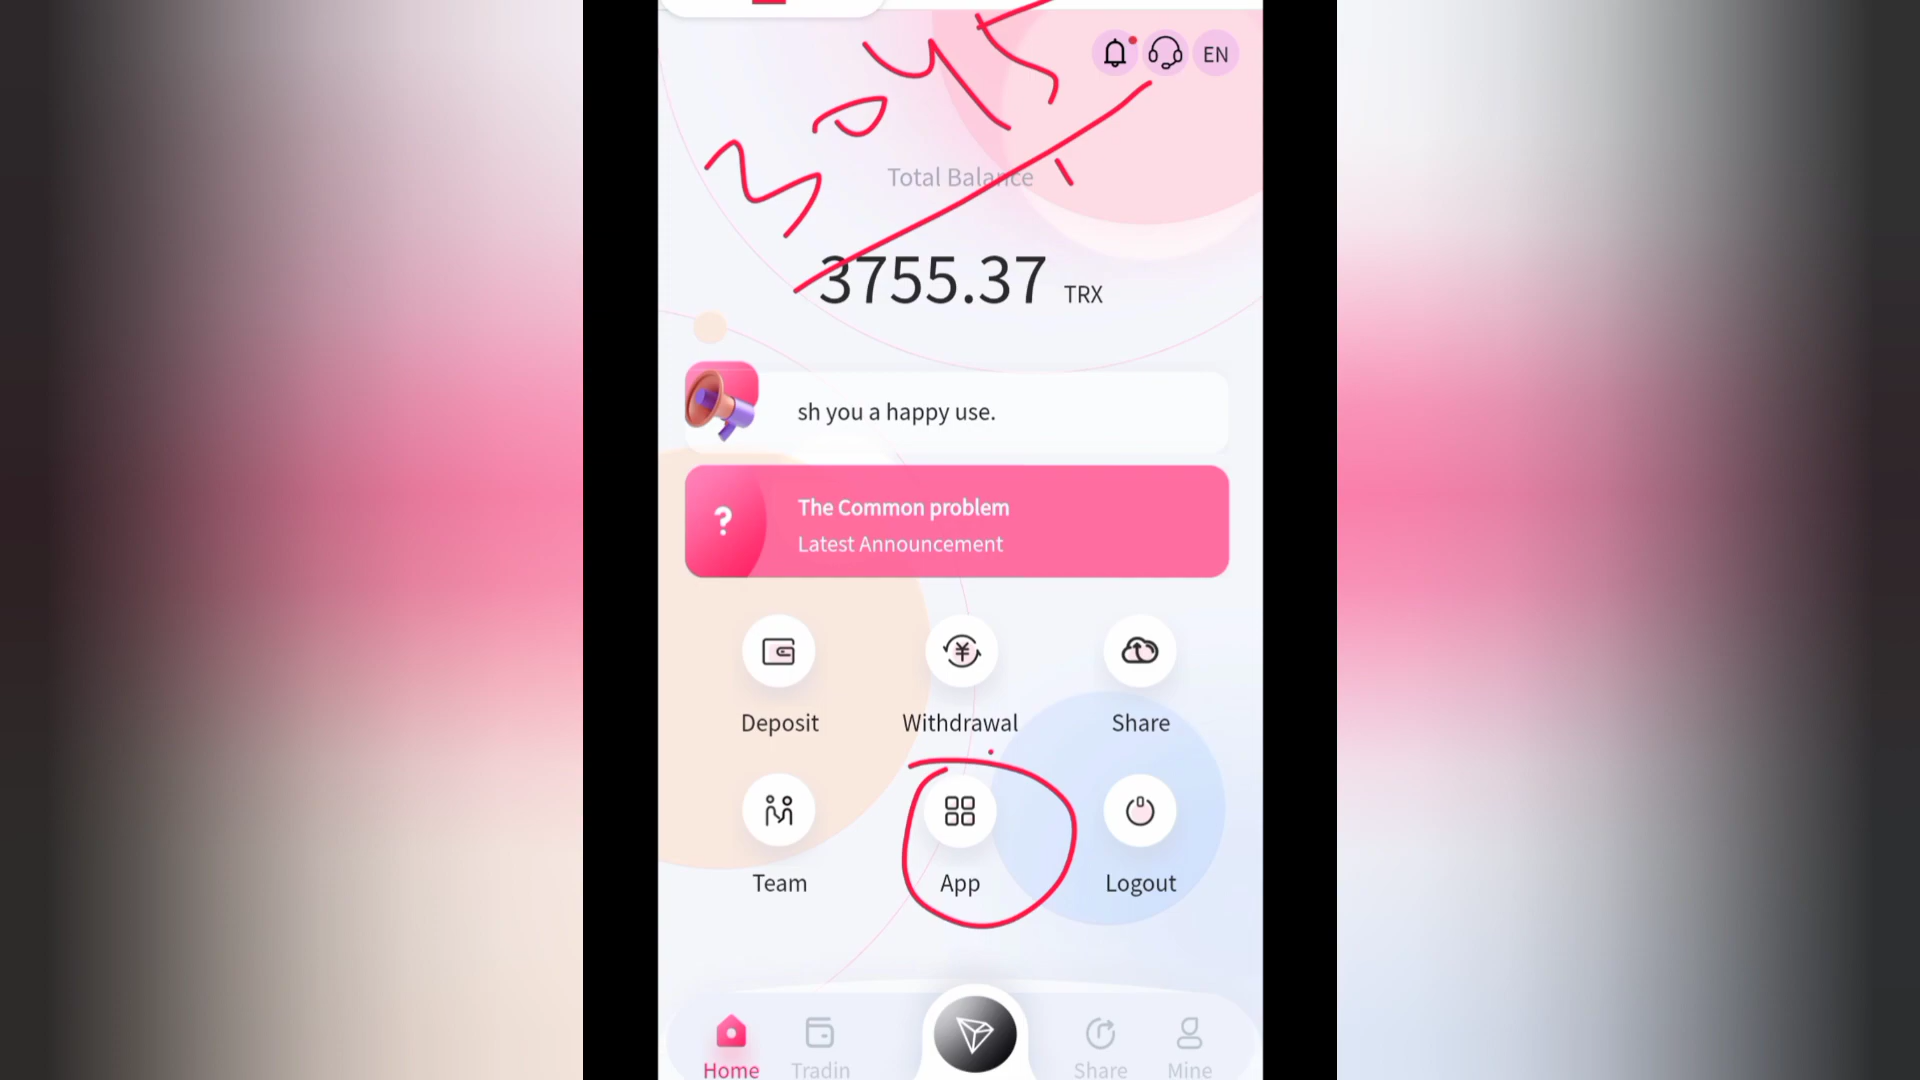 EN
Total Balance
3755.37 TRX
sh you a happy use.
?
The Common problem
Latest Announcement
Deposit Withdrawal Share
Team App Logout
Home Tradin Share Mine